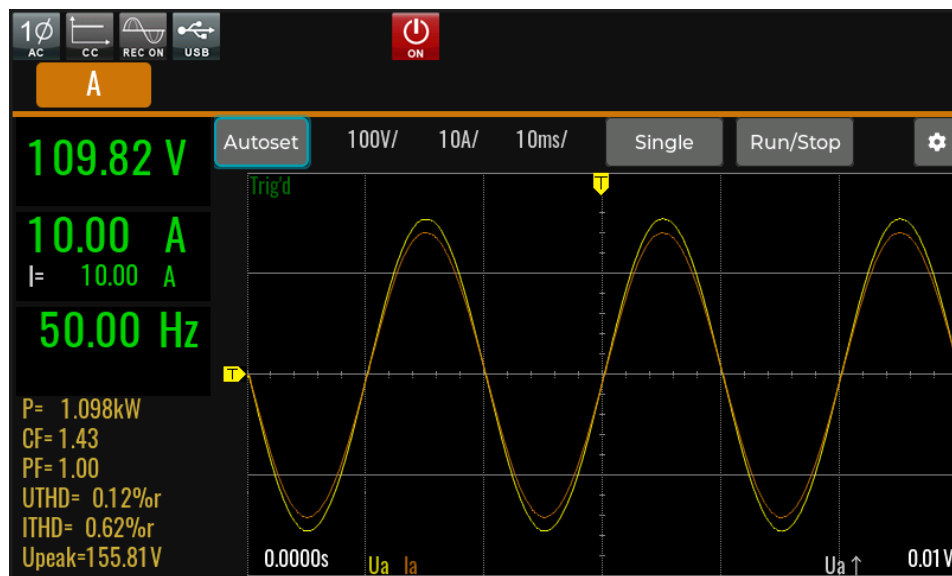 1Ø
AC
CC
REC ON
USB
ON
A
109.82 V
10.00 A
I= 10.00 A
50.00 Hz
P= 1.098kW
CF= 1.43
PF= 1.00
UTHD= 0.12%r
ITHD= 0.62%r
Upeak=155.81V
Autoset 100V/ 10A/ 10ms/ Single Run/Stop
Trig'd
T
T
0.0000s Ua Ia Ua↑ 0.01V